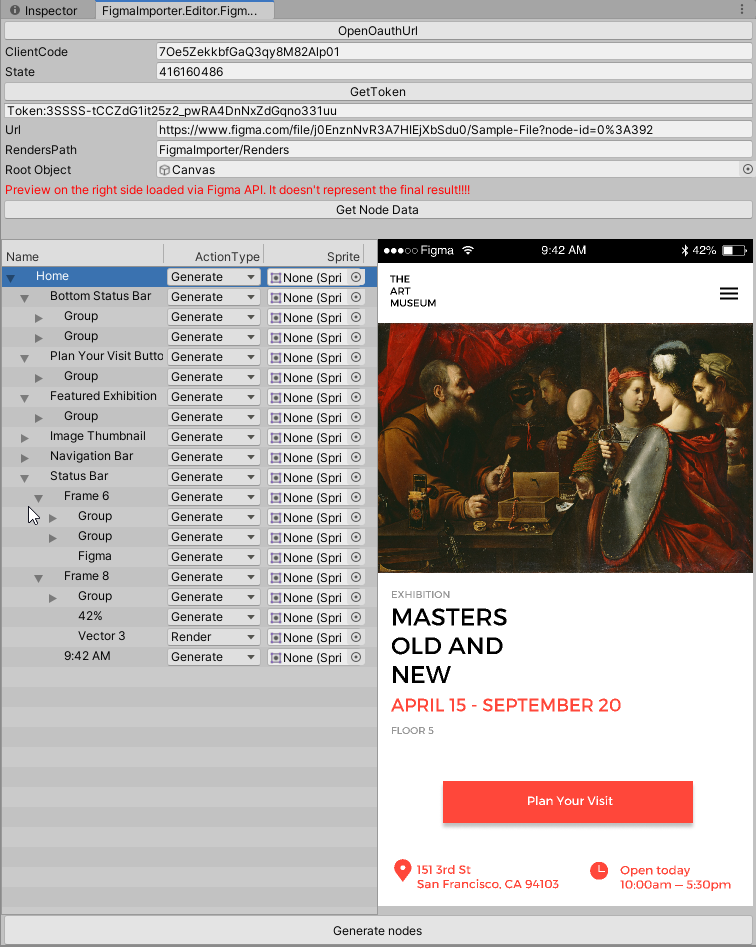 Inspector
FigmaImporter.Editor.Figm...
OpenOauthUrl
ClientCode 7Oe5ZekkbfGaQ3qy8M82Alp01
State 416160486
GetToken
Token:3SSSS-tCCZdG1it25z2_pwRA4DnNxZdGqno331uu
Url https://www.figma.com/file/j0EnznNvR3A7HIEjXbSdu0/Sample-File?node-id=0%3A392
RendersPath FigmaImporter/Renders
Root Object Canvas
Preview on the right side loaded via Figma API. It doesn't represent the final result!!!!
Get Node Data
Name ActionType Sprite
Home Generate None (Spri
Bottom Status Bar Generate None (Spri
Group Generate None (Spri
Group Generate None (Spri
Plan Your Visit Butto Generate None (Spri
Group Generate None (Spri
Featured Exhibition Generate None (Spri
Group Generate None (Spri
Image Thumbnail Generate None (Spri
Navigation Bar Generate None (Spri
Status Bar Generate None (Spri
Frame 6 Generate None (Spri
Group Generate None (Spri
Group Generate None (Spri
Figma Generate None (Spri
Frame 8 Generate None (Spri
Group Generate None (Spri
42% Generate None (Spri
Vector 3 Render None (Spri
9:42 AM Generate None (Spri
Figma 9:42 AM 42%
THE
ART
MUSEUM
EXHIBITION
MASTERS
OLD AND
NEW
APRIL 15 - SEPTEMBER 20
FLOOR 5
Plan Your Visit
151 3rd St
San Francisco, CA 94103
Open today
10:00am — 5:30pm
Generate nodes